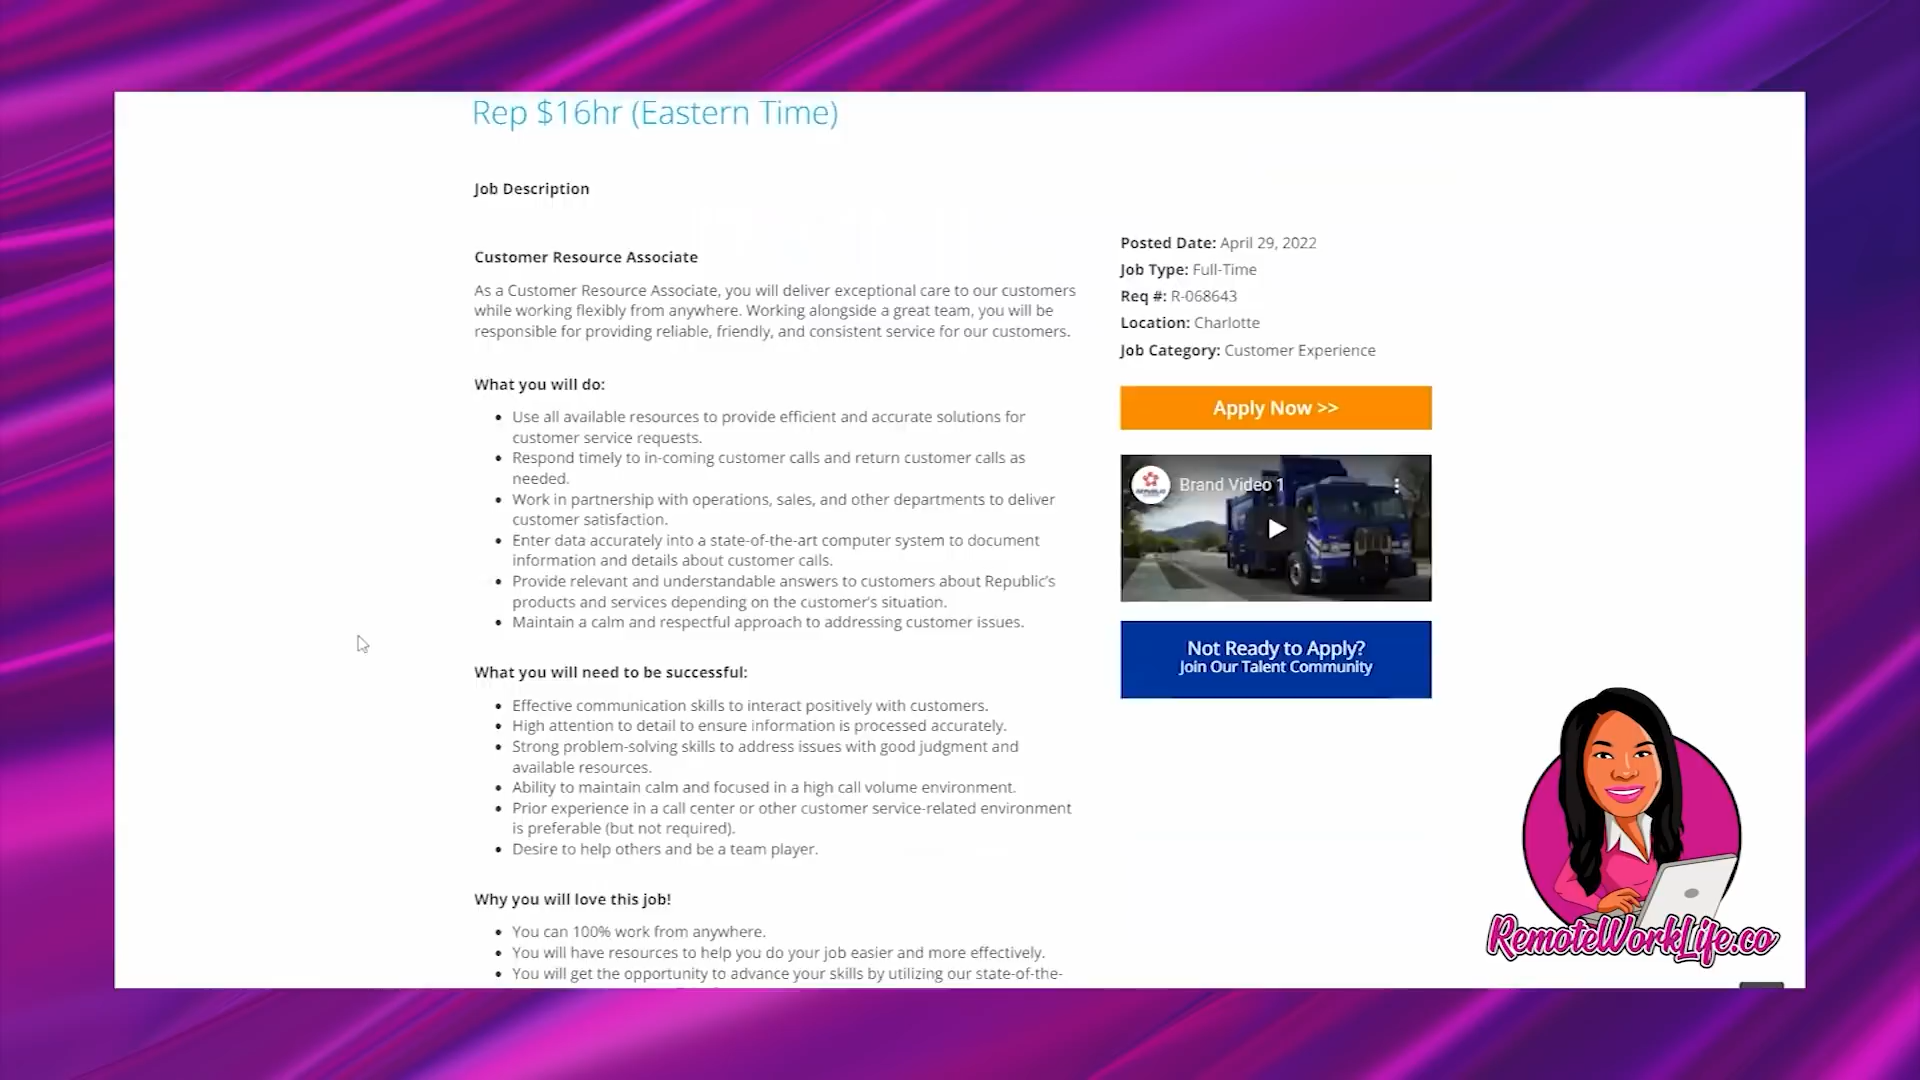 Rep $16hr (Eastern Time)
Job Description
Customer Resource Associate
As a Customer Resource Associate, you will deliver exceptional care to our customers
while working flexibly from anywhere. Working alongside a great team, you will be
responsible for providing reliable, friendly, and consistent service for our customers.
What you will do:
• Use all available resources to provide efficient and accurate solutions for
customer service requests.
• Respond timely to in-coming customer calls and return customer calls as
needed.
• Work in partnership with operations, sales, and other departments to deliver
customer satisfaction.
• Enter data accurately into a state-of-the-art computer system to document
information and details about customer calls.
• Provide relevant and understandable answers to customers about Republic's
products and services depending on the customer's situation.
• Maintain a calm and respectful approach to addressing customer issues.
What you will need to be successful:
• Effective communication skills to interact positively with customers.
• High attention to detail to ensure information is processed accurately.
• Strong problem-solving skills to address issues with good judgment and
available resources.
• Ability to maintain calm and focused in a high call volume environment.
• Prior experience in a call center or other customer service-related environment
is preferable (but not required).
• Desire to help others and be a team player.
Why you will love this job!
• You can 100% work from anywhere.
• You will have resources to help you do your job easier and more effectively.
• You will get the opportunity to advance your skills by utilizing our state-of-the-
Posted Date: April 29, 2022
Job Type: Full-Time
Req #: R-068643
Location: Charlotte
Job Category: Customer Experience
Apply Now >>
Brand Video 1
Not Ready to Apply?
Join Our Talent Community
RemoteWorkLife.co